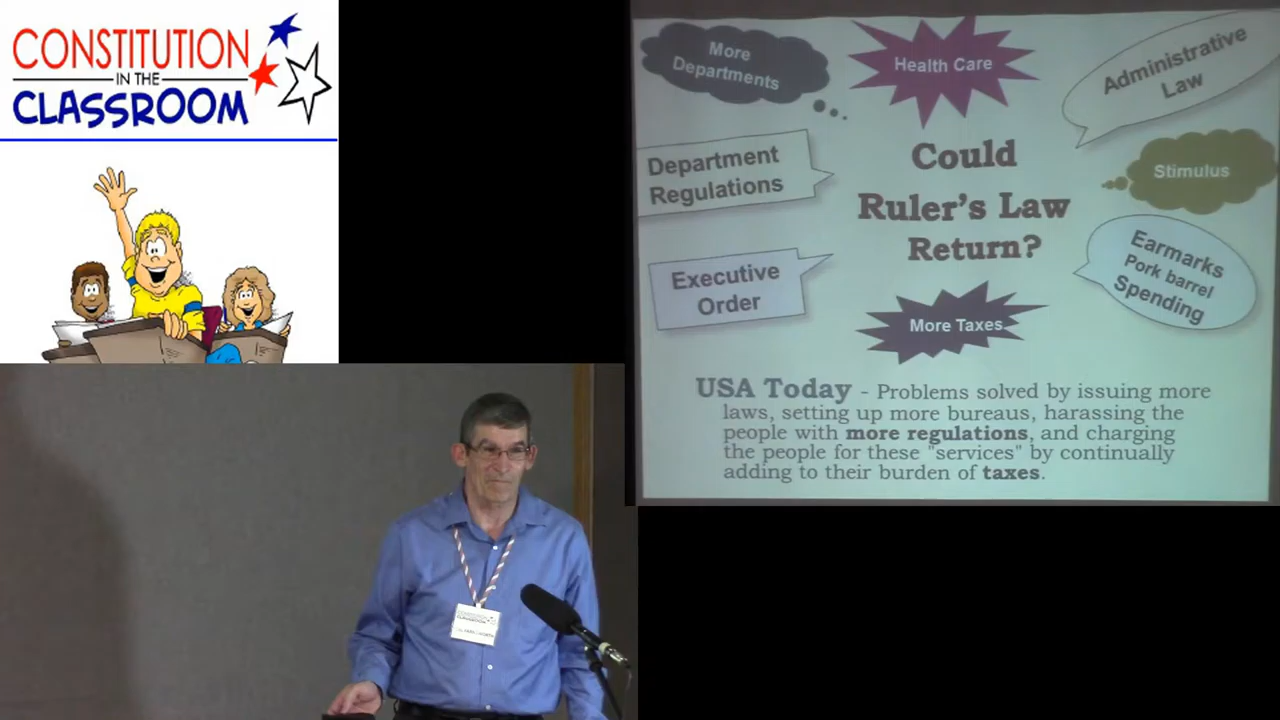 CONSTITUTION
IN THE
CLASSROOM
More
Departments
Health Care
Administrative
Law
Department
Regulations
Could
Ruler's Law
Return?
Stimulus
Executive
Order
More Taxes
Earmarks
Pork barrel
Spending
USA Today - Problems solved by issuing more
laws, setting up more bureaus, harassing the
people with more regulations, and charging
the people for these "services" by continually
adding to their burden of taxes.
CONSTITUTION
CLASSROOM